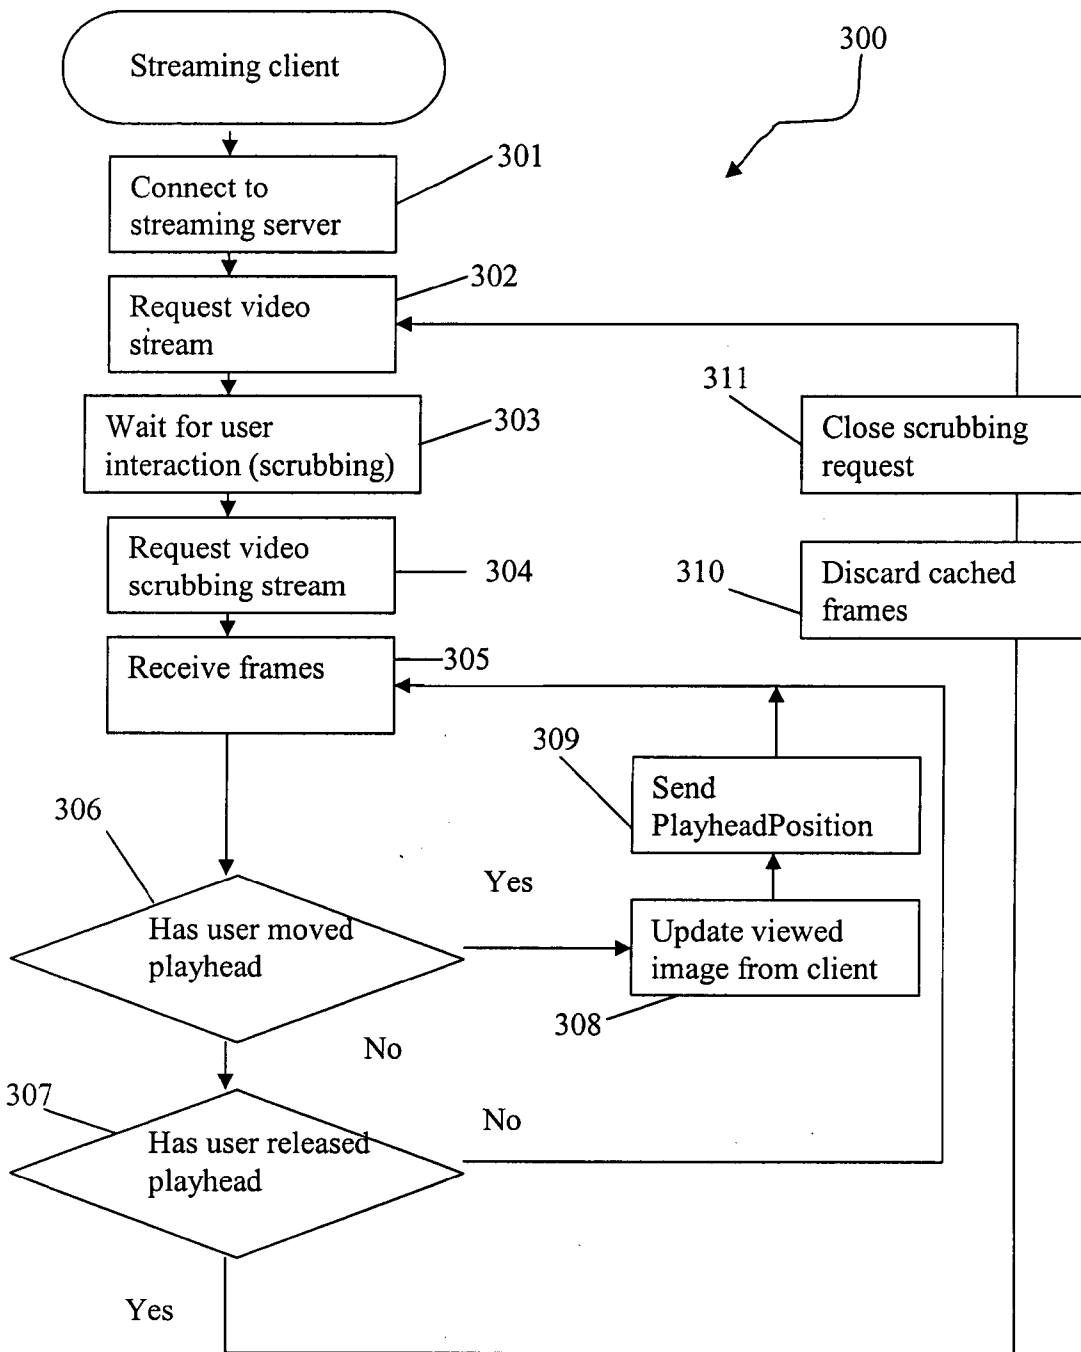 Streaming client
300
301
Connect to
streaming server
302
Request video
stream
311
303
Wait for user
interaction (scrubbing)
Close scrubbing
request
Request video
scrubbing stream
304
310
Discard cached
frames
Receive frames
305
309
Send
PlayheadPosition
306
Yes
Has user moved
playhead
Update viewed
image from client
308
No
307
Has user released
playhead
No
Yes